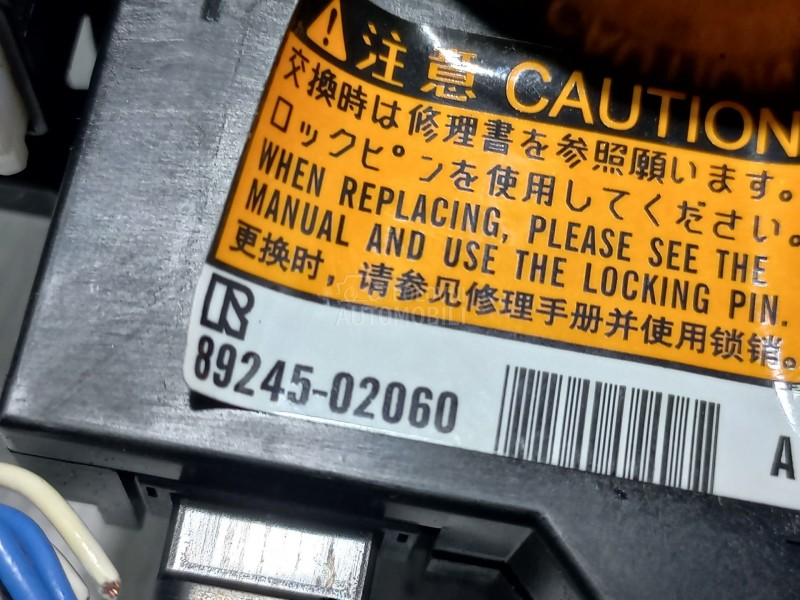 注意 CAUTION
交換時は修理書を参照願います。
ロックピンを使用してください。
WHEN REPLACING, PLEASE SEE THE
MANUAL AND USE THE LOCKING PIN.
更换时，请参见修理手册并使用锁销。
89245-02060
A
AUTOMOBILI